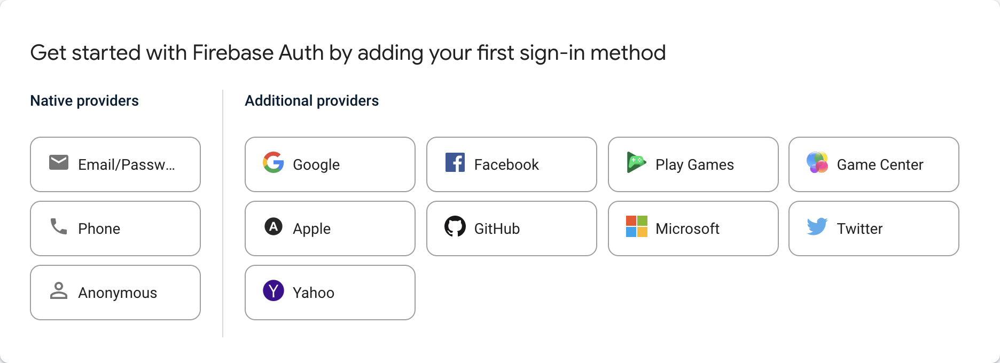 Get started with Firebase Auth by adding your first sign-in method
Native providers
Additional providers
Email/Passw...
Google
Facebook
Play Games
Game Center
Phone
Apple
GitHub
Microsoft
Twitter
Anonymous
Yahoo